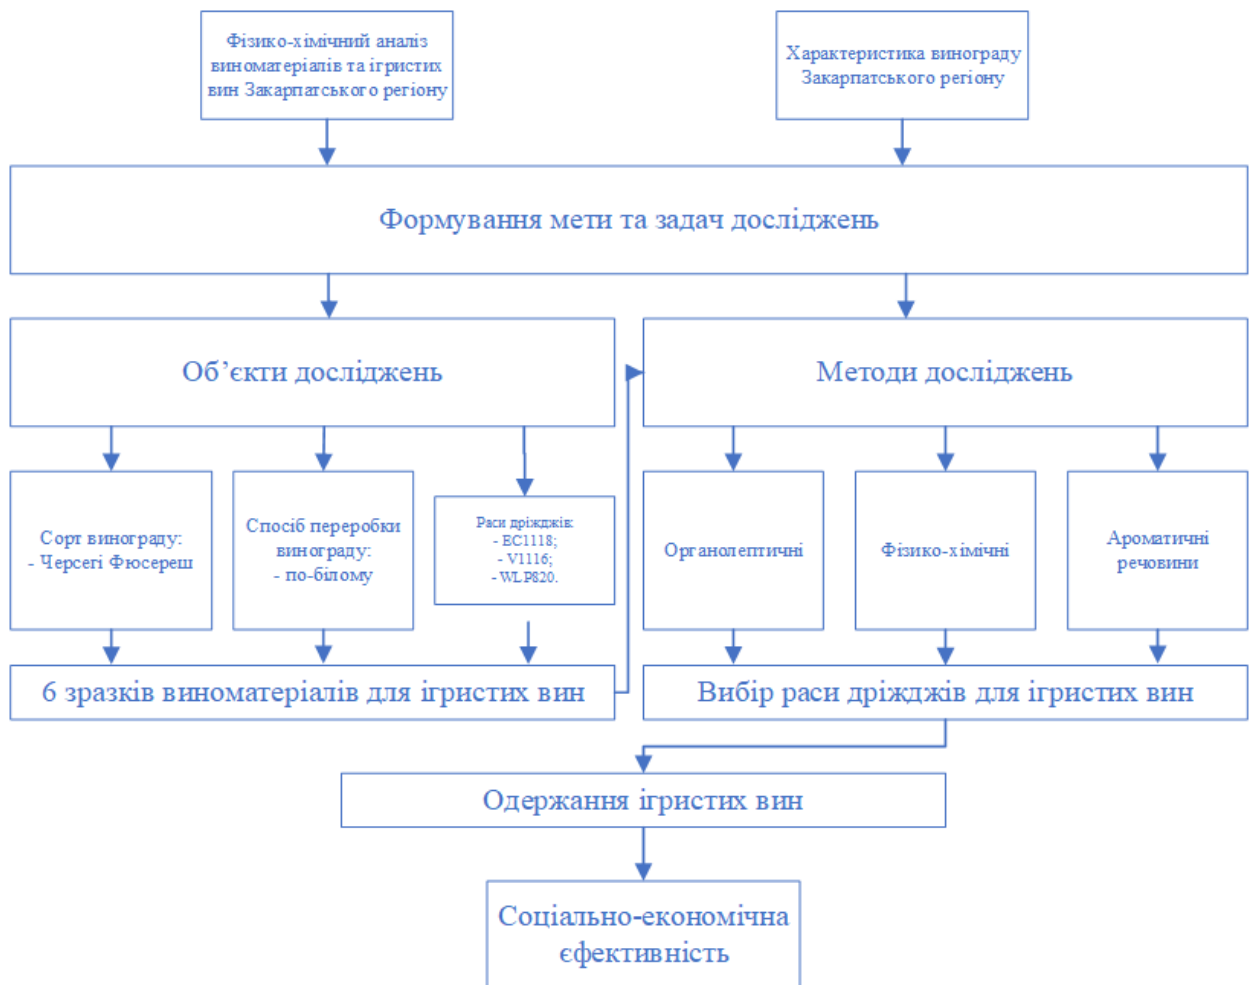 Фізико-хімічний аналіз
виноматеріалів та ігристих
вин Закарпатського регіону
Характеристика винограду
Закарпатського регіону
Формування мети та задач досліджень
Об’єкти досліджень
Методи досліджень
Сорт винограду:
- Черсегі Фюсереш
Спосіб переробки
винограду:
- по-білому
Раси дріжджів:
- EC1118;
- V1116;
- WLP820.
Органолептичні
Фізико-хімічні
Ароматичні
речовини
6 зразків виноматеріалів для ігристих вин
Вибір раси дріжджів для ігристих вин
Одержання ігристих вин
Соціально-економічна
єфективність